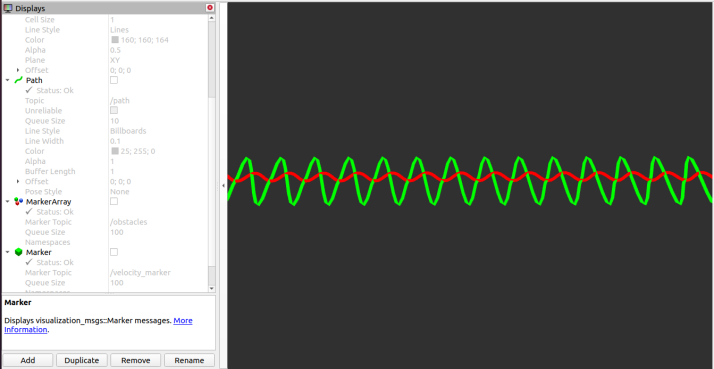 Displays
Cell Size 1
Line Style Lines
Color 160; 160; 164
Alpha 0.5
Plane XY
Offset 0; 0; 0
Path
Status: Ok
Topic /path
Unreliable
Queue Size 10
Line Style Billboards
Line Width 0.1
Color 25; 255; 0
Alpha 1
Buffer Length 1
Offset 0; 0; 0
Pose Style None
MarkerArray
Status: Ok
Marker Topic /obstacles
Queue Size 100
Namespaces
Marker
Status: Ok
Marker Topic /velocity_marker
Queue Size 100
Namespaces
Marker
Displays visualization_msgs::Marker messages. More
Information.
Add Duplicate Remove Rename